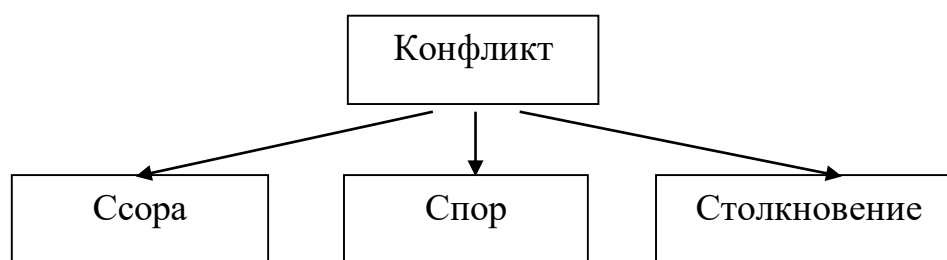 Конфликт
Ссора
Спор
Столкновение